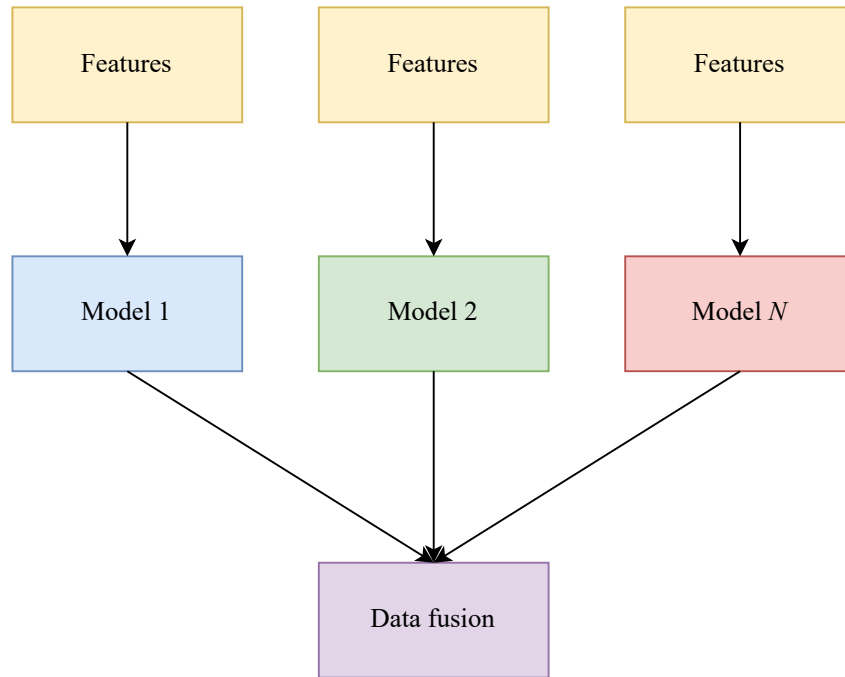 Features
Features
Features
Model 1
Model 2
Model N
Data fusion